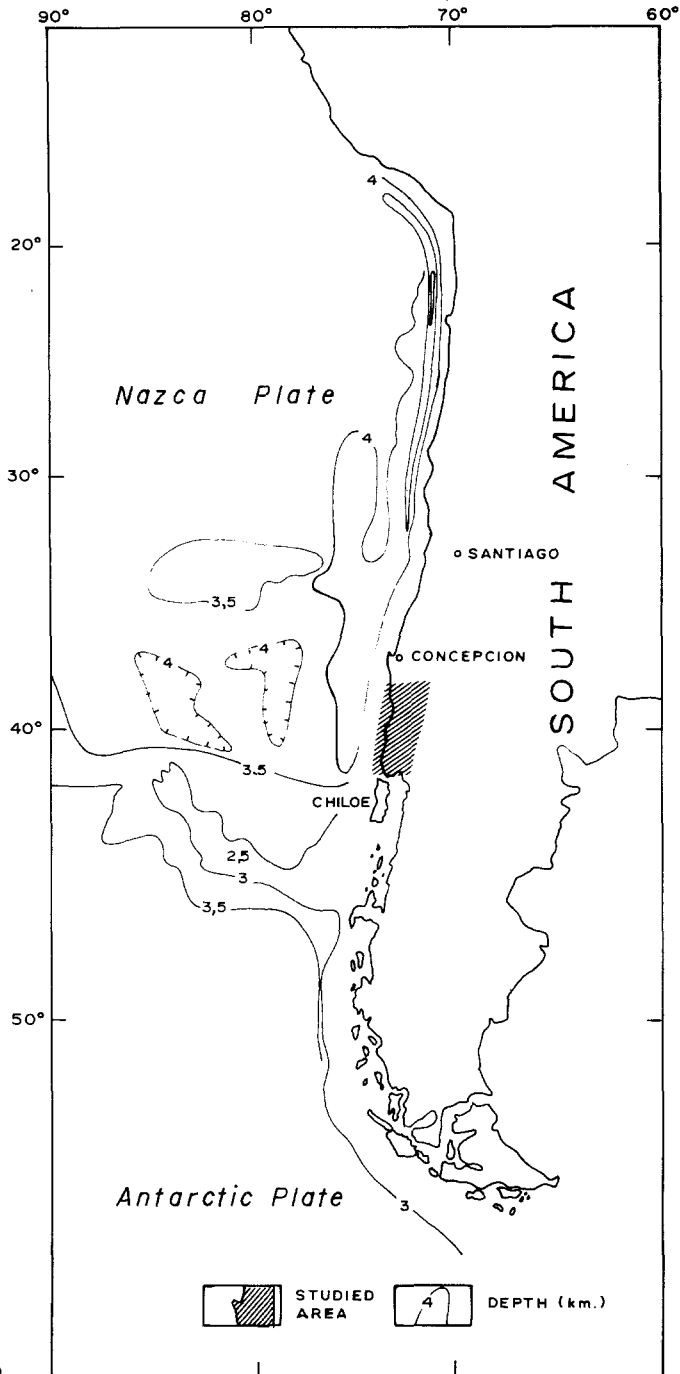 90° 80° 70° 60°
4
20°
Nazca Plate
4
30°
SANTIAGO
3,5
CONCEPCION
4 4
SOUTH AMERICA
40°
3.5
CHILOE
2,5
3
3,5
50°
Antarctic Plate
3
STUDIED
AREA
4
DEPTH (km.)